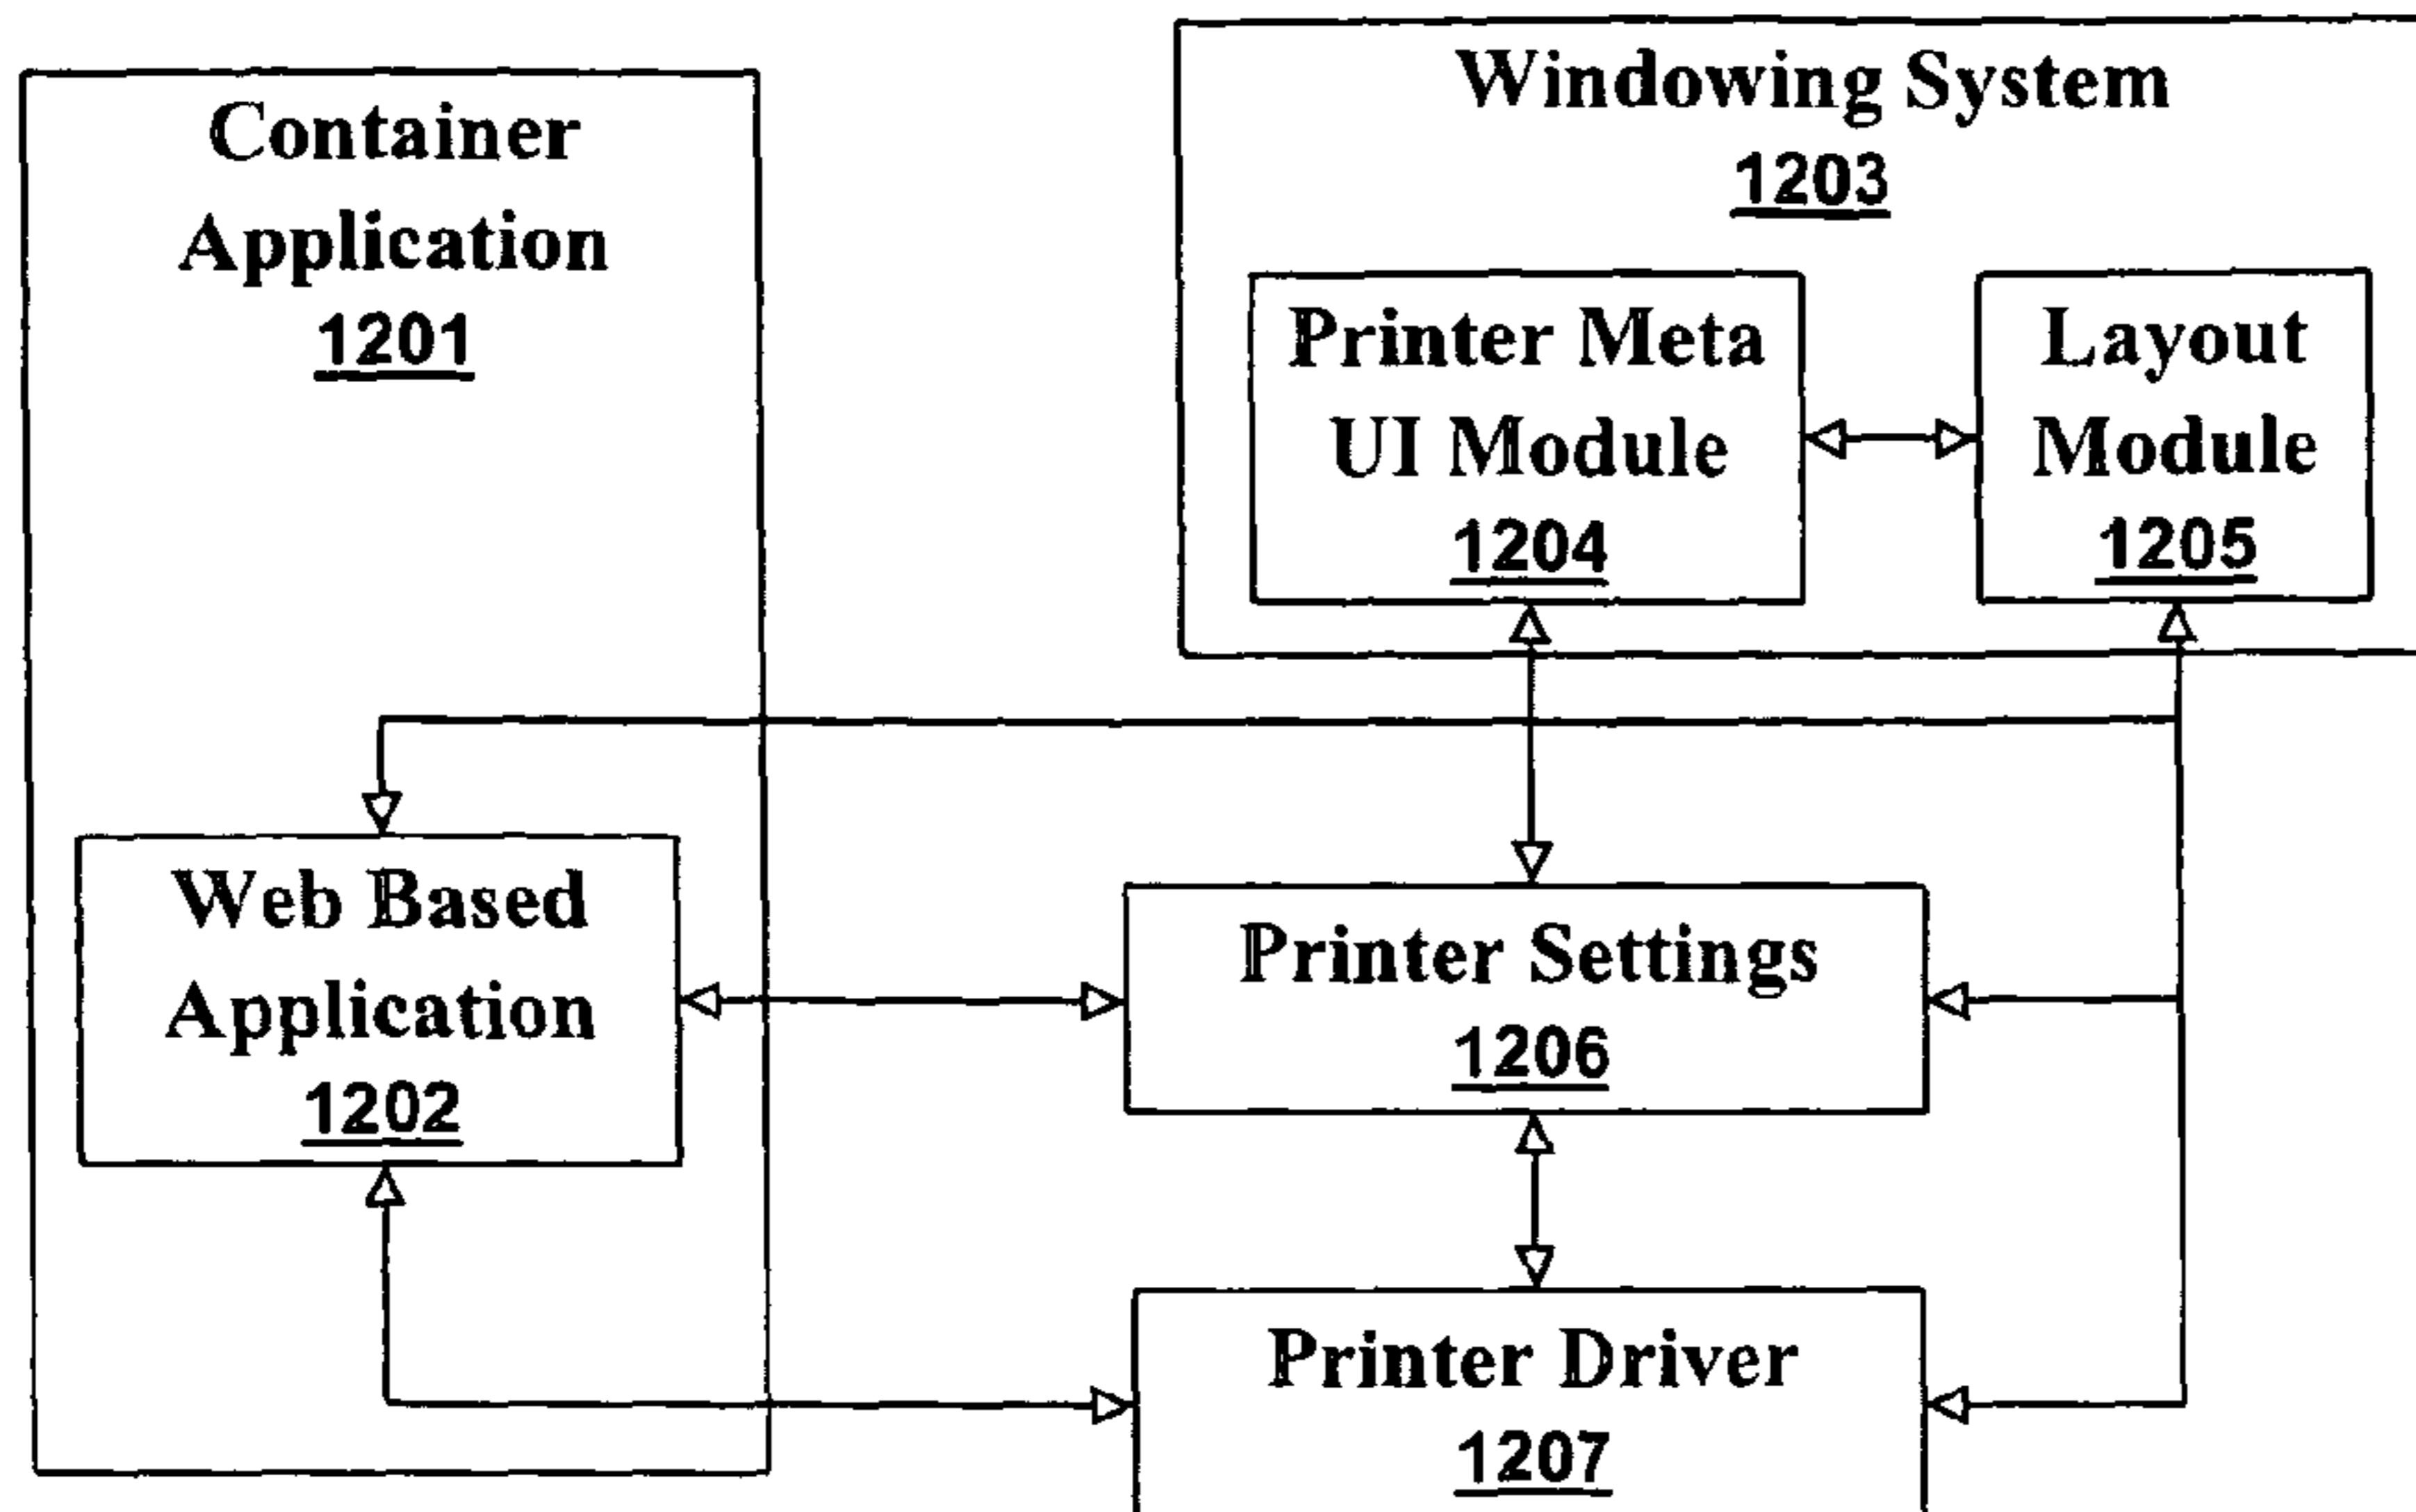 Container
Application
1201
Windowing System
1203
Printer Meta
UI Module
1204
Layout
Module
1205
Web Based
Application
1202
Printer Settings
1206
Printer Driver
1207